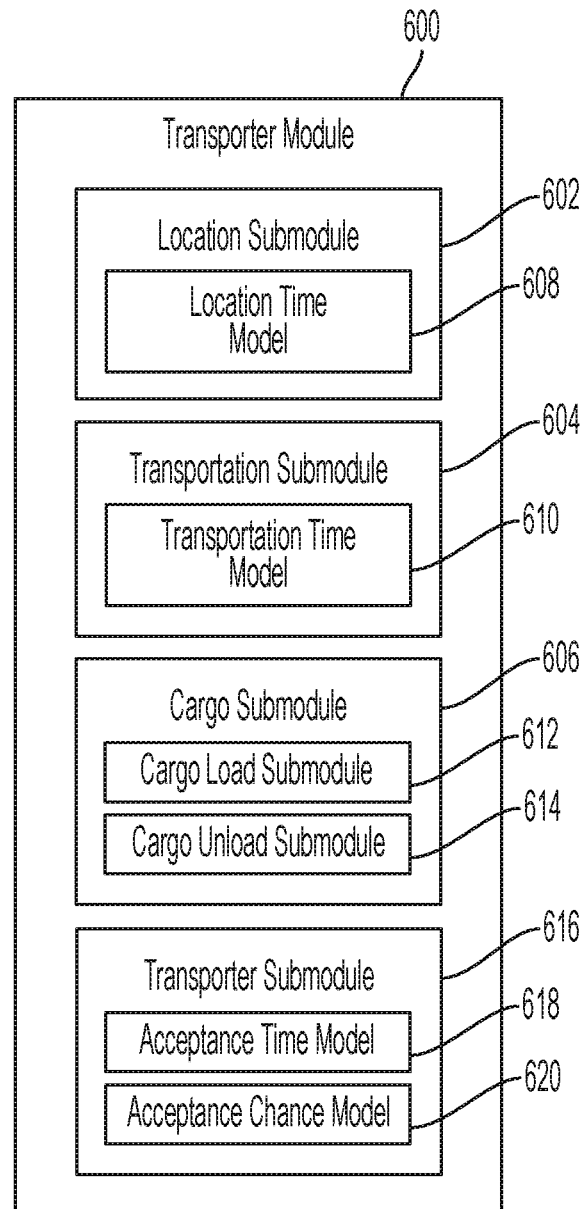 600
Transporter Module
602
Location Submodule
608
Location Time
Model
604
Transportation Submodule
610
Transportation Time
Model
606
Cargo Submodule
612
Cargo Load Submodule
614
Cargo Unload Submodule
616
Transporter Submodule
618
Acceptance Time Model
620
Acceptance Chance Model